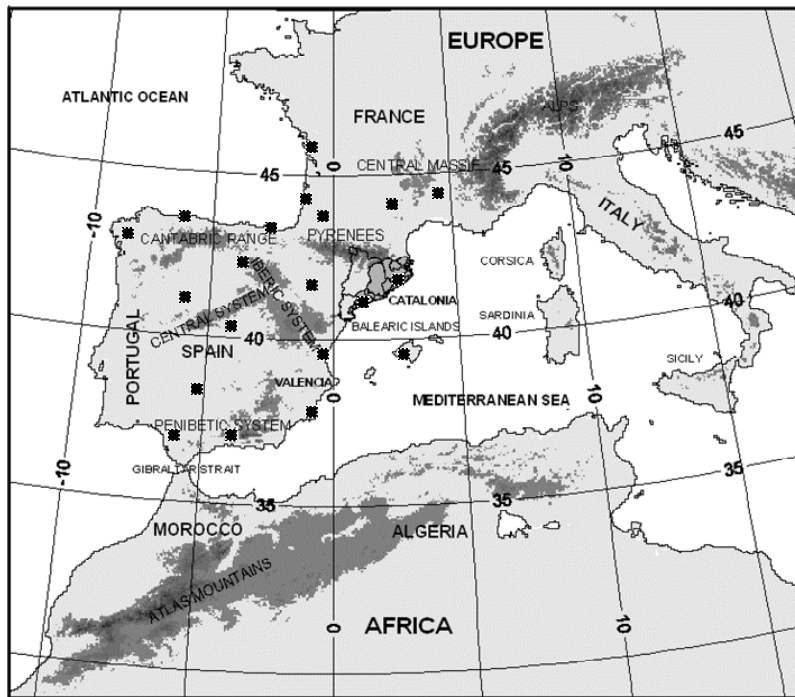 EUROPE
ATLANTIC OCEAN
ALPS
FRANCE
45
45
0
CENTRAL MASSIF
45
10
-10
CANTABRIC RANGE
PYRENEES
ITALY
CORSICA
IBERIC SYSTEM
CENTRAL SYSTEM
CATALONIA
40
SARDINIA
PORTUGAL
40
BALEARIC ISLANDS
40
SPAIN
SICILY
VALENCIA
0
MEDITERRANEAN SEA
10
PENIBETIC SYSTEM
-10
GIBRALTAR STRAIT
35
35
35
MOROCCO
ALGERIA
ATLAS MOUNTAINS
0
AFRICA
10